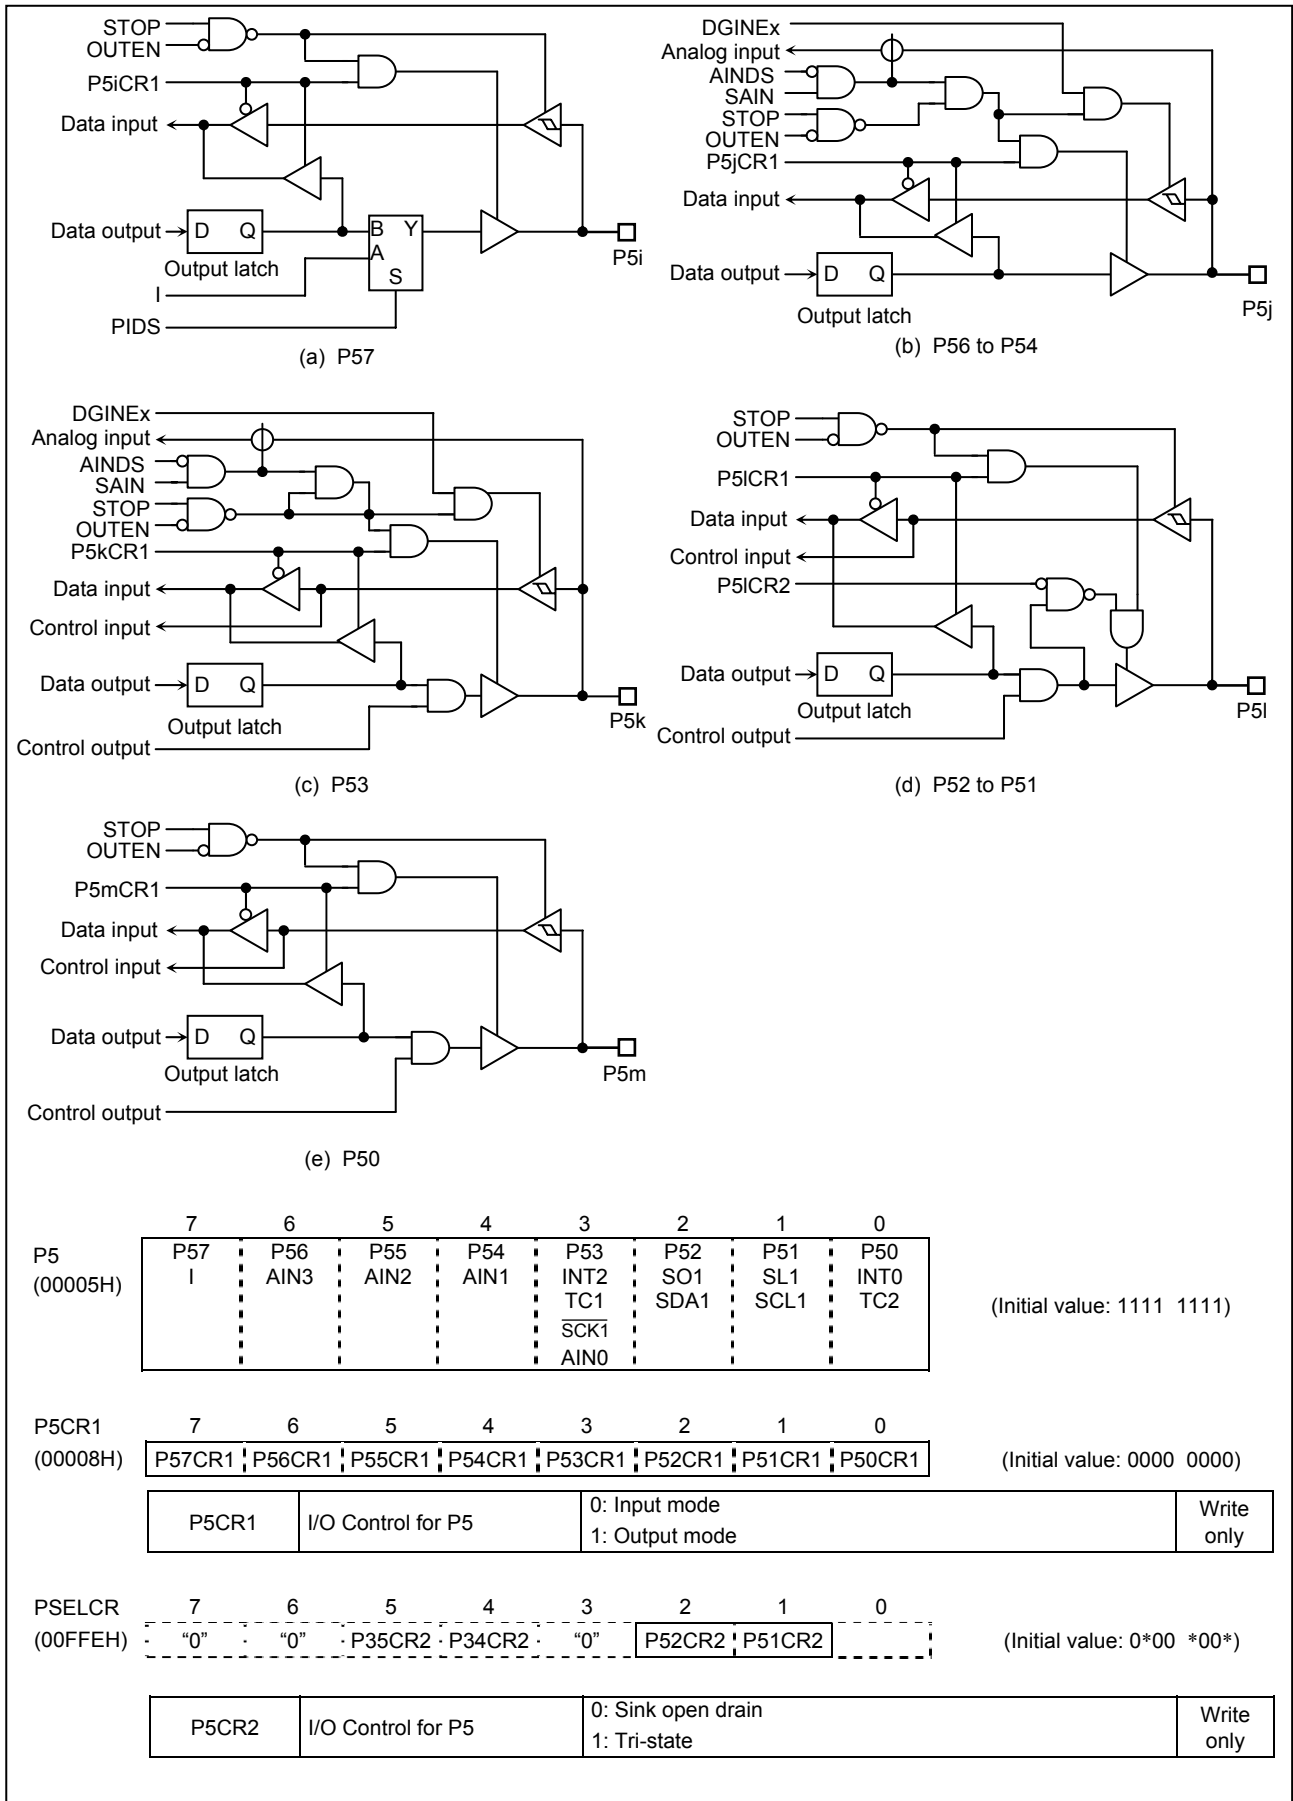 STOP
OUTEN
P5iCR1
Data input
Data output
D Q
B Y
A
S
Output latch
I
PIDS
P5i
(a) P57
DGINEx
Analog input
AINDS
SAIN
STOP
OUTEN
P5jCR1
Data input
Data output
D Q
Output latch
P5j
(b) P56 to P54
DGINEx
Analog input
AINDS
SAIN
STOP
OUTEN
P5kCR1
Data input
Control input
Data output
D Q
Output latch
Control output
P5k
(c) P53
STOP
OUTEN
P5lCR1
Data input
Control input
P5lCR2
Data output
D Q
Output latch
Control output
P5l
(d) P52 to P51
STOP
OUTEN
P5mCR1
Data input
Control input
Data output
D Q
Output latch
Control output
P5m
(e) P50
7 6 5 4 3 2 1 0
P5 P57 P56 P55 P54 P53 P52 P51 P50
(00005H) I AIN3 AIN2 AIN1 INT2 SO1 SL1 INT0
TC1 SDA1 SCL1 TC2 (Initial value: 1111 1111)
SCK1
AIN0
P5CR1 7 6 5 4 3 2 1 0
(00008H) P57CR1 P56CR1 P55CR1 P54CR1 P53CR1 P52CR1 P51CR1 P50CR1 (Initial value: 0000 0000)
P5CR1 I/O Control for P5 0: Input mode Write
1: Output mode only
PSELCR 7 6 5 4 3 2 1 0
(00FFEH) “0” “0” P35CR2 P34CR2 “0” P52CR2 P51CR2 (Initial value: 0*00 *00*)
P5CR2 I/O Control for P5 0: Sink open drain Write
1: Tri-state only